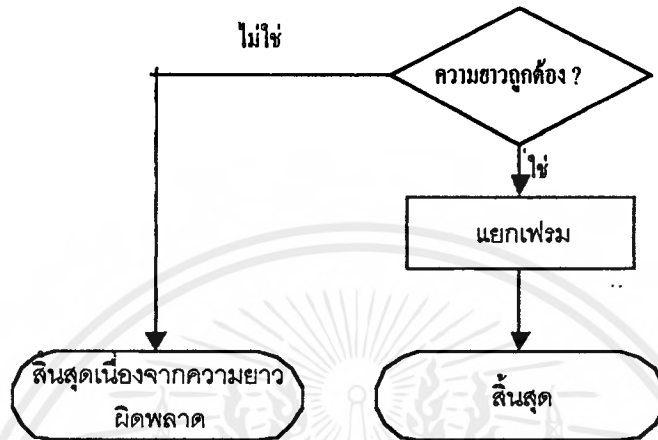 ไม่ใช่
ความยาวถูกต้อง ?
ใช่
แยกเฟรม
สิ้นสุดเนื่องจากความยาว
ผิดพลาด
สิ้นสุด